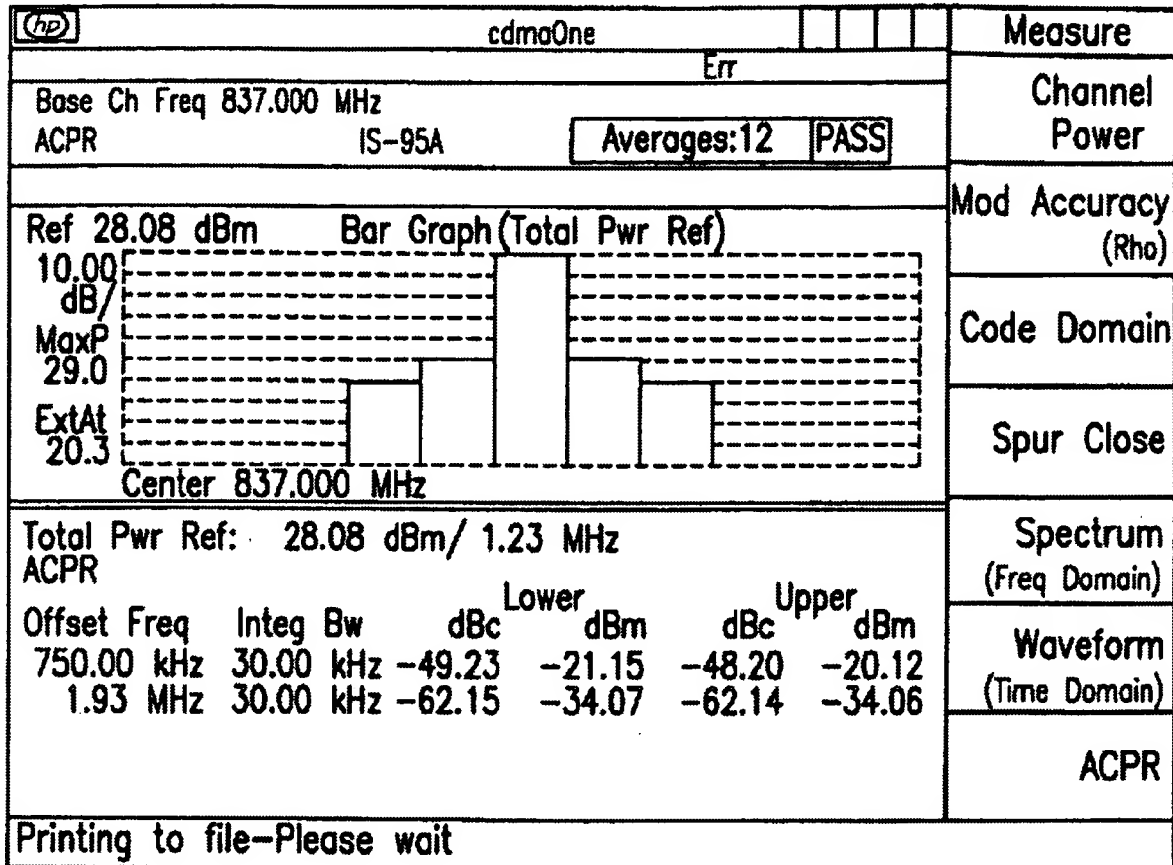 hp cdmaOne
Err
Base Ch Freq 837.000 MHz
ACPR IS-95A Averages:12 PASS
Ref 28.08 dBm Bar Graph (Total Pwr Ref)
10.00
dB/
MaxP
29.0
ExtAt
20.3
Center 837.000 MHz
Total Pwr Ref: 28.08 dBm/ 1.23 MHz
ACPR
Lower Upper
Offset Freq Integ Bw dBc dBm dBc dBm
750.00 kHz 30.00 kHz -49.23 -21.15 -48.20 -20.12
1.93 MHz 30.00 kHz -62.15 -34.07 -62.14 -34.06
Printing to file-Please wait
Measure
Channel
Power
Mod Accuracy
(Rho)
Code Domain
Spur Close
Spectrum
(Freq Domain)
Waveform
(Time Domain)
ACPR